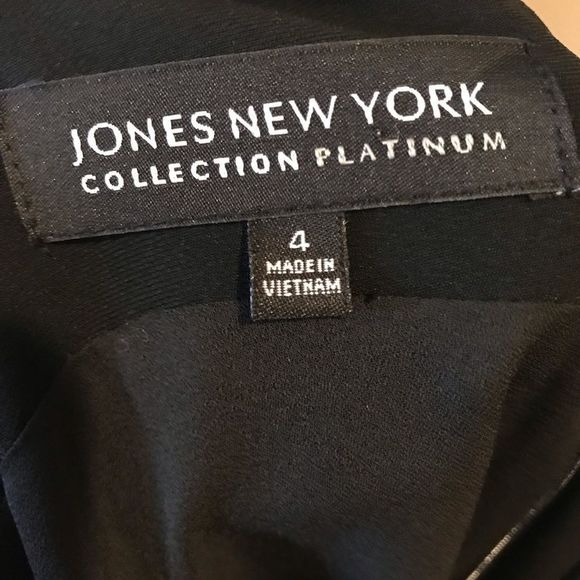 JONES NEW YORK
COLLECTION PLATINUM
4
MADE IN
VIETNAM